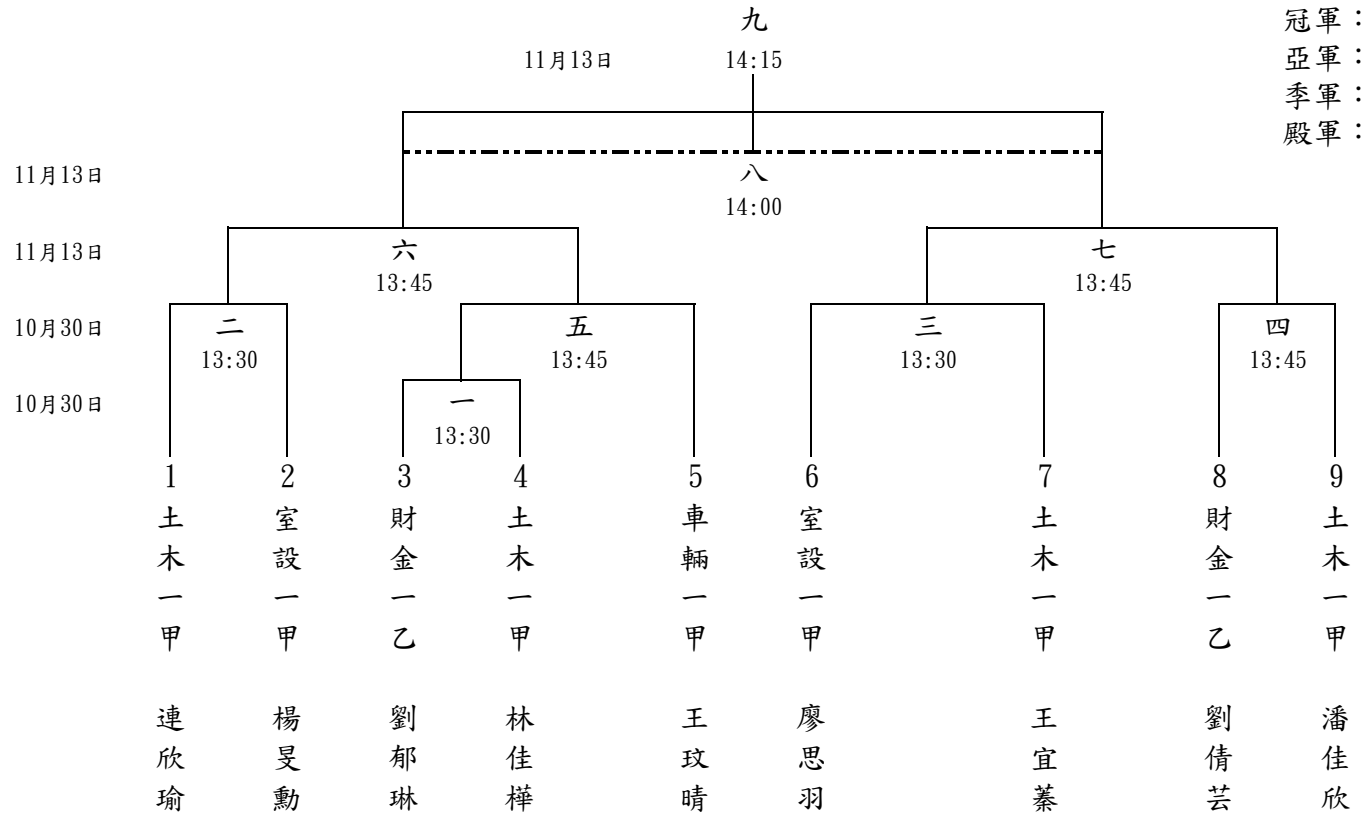 九
11月13日 14:15
冠軍：
亞軍：
季軍：
殿軍：
11月13日
八
14:00
11月13日
六
13:45
七
13:45
10月30日
二
13:30
五
13:45
三
13:30
四
13:45
10月30日
一
13:30
1
土木一甲
連欣瑜
2
室設一甲
楊旻勳
3
財金一乙
劉郁琳
4
土木一甲
林佳樺
5
車輛一甲
王玟晴
6
室設一甲
廖思羽
7
土木一甲
王宜蓁
8
財金一乙
劉倩芸
9
土木一甲
潘佳欣